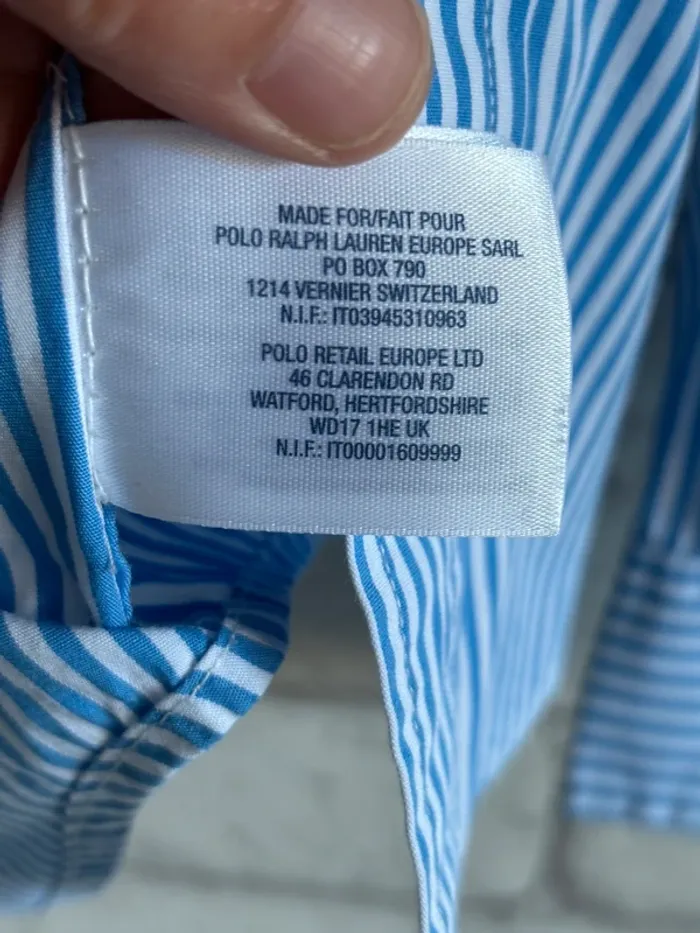 MADE FOR/FAIT POUR
POLO RALPH LAUREN EUROPE SARL
PO BOX 790
1214 VERNIER SWITZERLAND
N.I.F.: IT03945310963
POLO RETAIL EUROPE LTD
46 CLARENDON RD
WATFORD, HERTFORDSHIRE
WD17 1HE UK
N.I.F.: IT00001609999